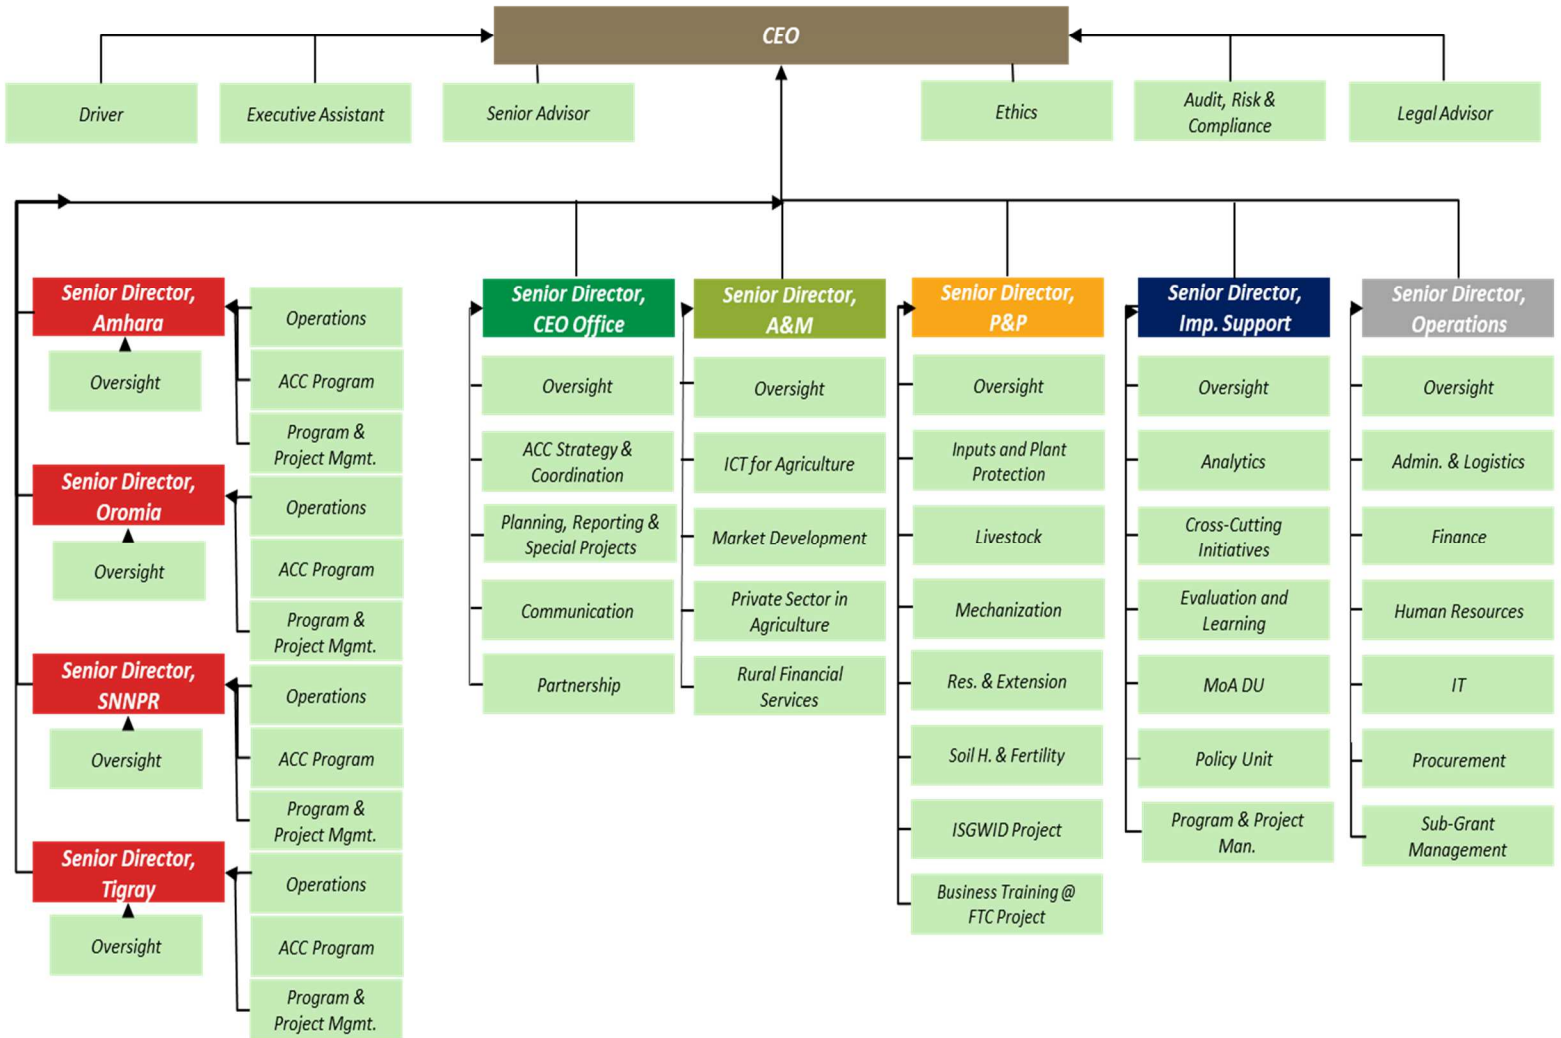 CEO
Driver
Executive Assistant
Senior Advisor
Ethics
Audit, Risk &
Compliance
Legal Advisor
Senior Director,
Amhara
Oversight
Operations
ACC Program
Program &
Project Mgmt.
Senior Director,
Oromia
Oversight
Operations
ACC Program
Program &
Project Mgmt.
Senior Director,
SNNPR
Oversight
Operations
ACC Program
Program &
Project Mgmt.
Senior Director,
Tigray
Oversight
Operations
ACC Program
Program &
Project Mgmt.
Senior Director,
CEO Office
Oversight
ACC Strategy &
Coordination
Planning, Reporting &
Special Projects
Communication
Partnership
Senior Director,
A&M
Oversight
ICT for Agriculture
Market Development
Private Sector in
Agriculture
Rural Financial
Services
Senior Director,
P&P
Oversight
Inputs and Plant
Protection
Livestock
Mechanization
Res. & Extension
Soil H. & Fertility
ISGWID Project
Business Training @
FTC Project
Senior Director,
Imp. Support
Oversight
Analytics
Cross-Cutting
Initiatives
Evaluation and
Learning
MoA DU
Policy Unit
Program & Project
Man.
Senior Director,
Operations
Oversight
Admin. & Logistics
Finance
Human Resources
IT
Procurement
Sub-Grant
Management